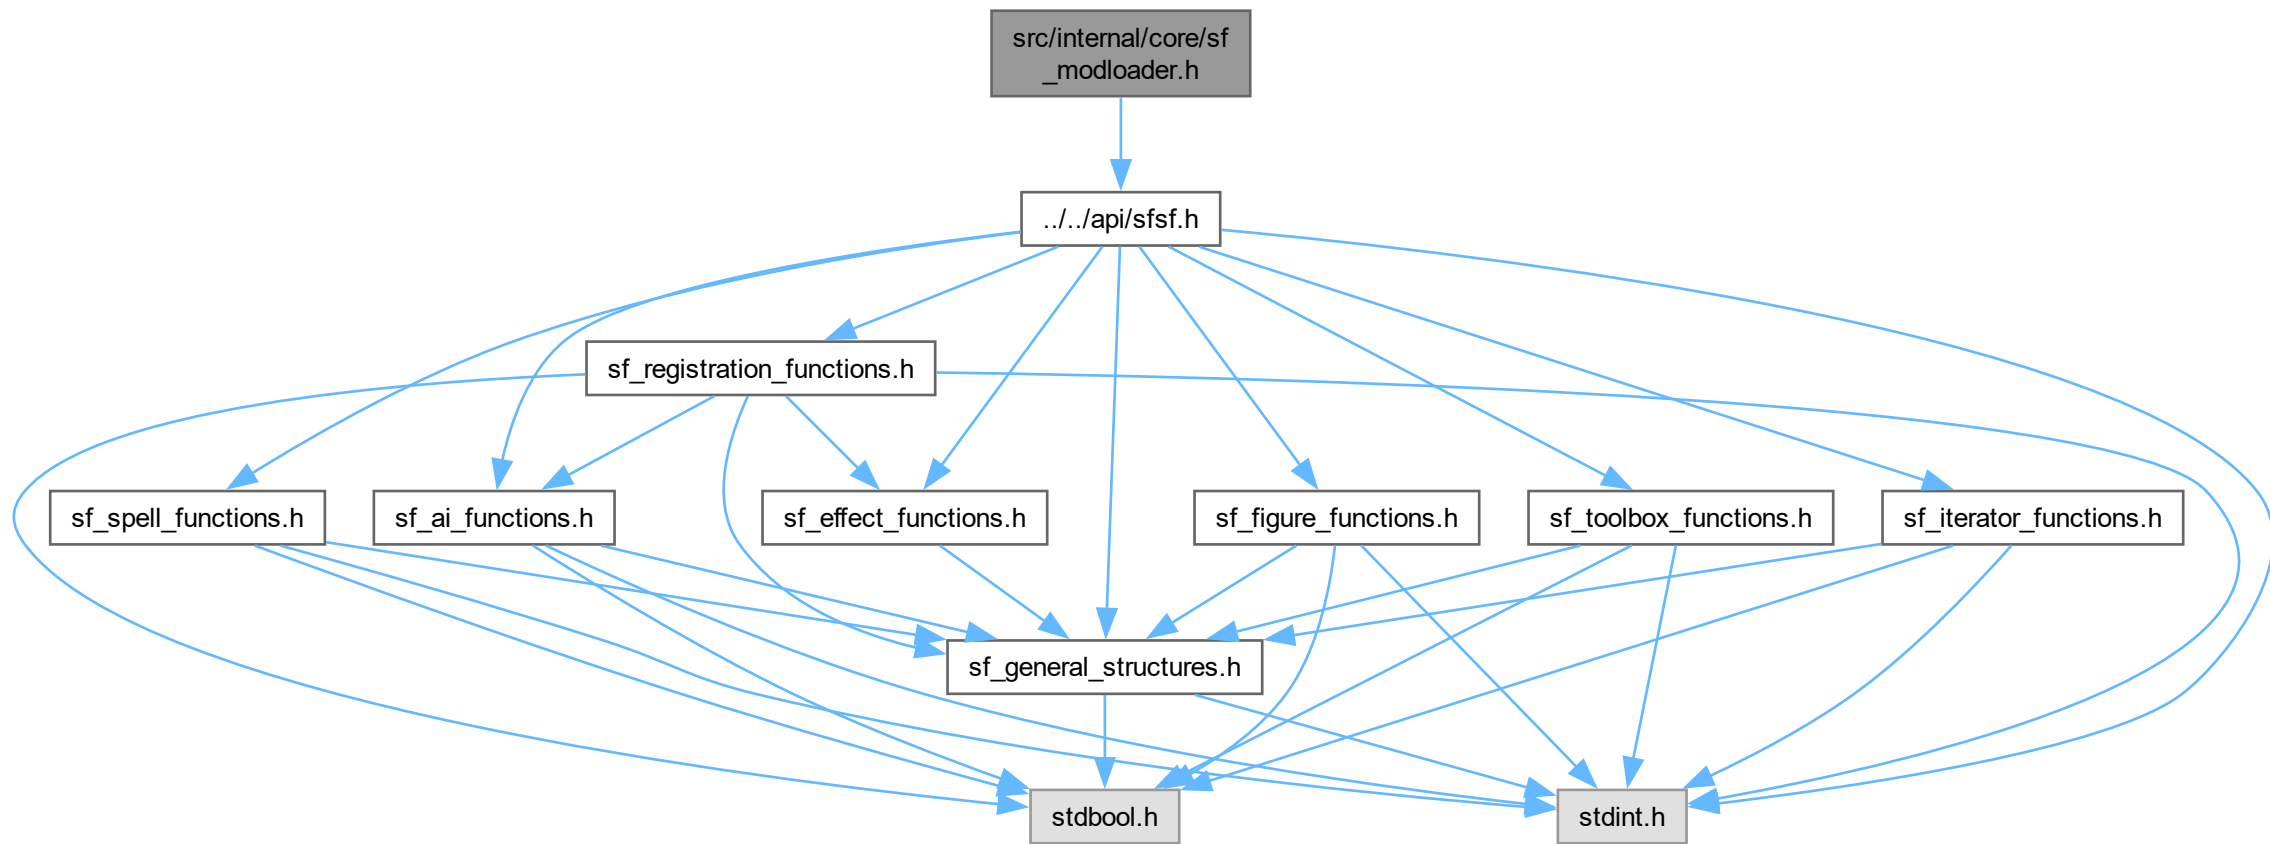 src/internal/core/sf
_modloader.h
../../api/sfsf.h
sf_registration_functions.h
sf_spell_functions.h
sf_ai_functions.h
sf_effect_functions.h
sf_figure_functions.h
sf_toolbox_functions.h
sf_iterator_functions.h
sf_general_structures.h
stdbool.h
stdint.h